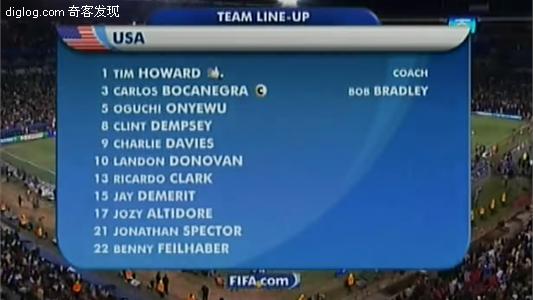 diglog.com 奇客发现
TEAM LINE-UP
USA
1 TIM HOWARD
COACH
3 CARLOS BOCANEGRA C
BOB BRADLEY
5 OGUCHI ONYEWU
8 CLINT DEMPSEY
9 CHARLIE DAVIES
10 LANDON DONOVAN
13 RICARDO CLARK
15 JAY DEMERIT
17 JOZY ALTIDORE
21 JONATHAN SPECTOR
22 BENNY FEILHABER
FIFA.com